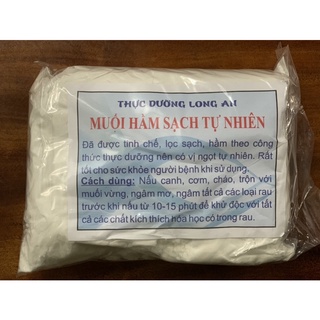 THỰC DƯỠNG LONG AN
MUỐI HẦM SẠCH TỰ NHIÊN
Đã được tinh chế, lọc sạch, hầm theo công
thức thực dưỡng nên có vị ngọt tự nhiên. Rất
tốt cho sức khỏe người bệnh khi sử dụng.
Cách dùng: Nấu canh, cơm, cháo, trộn với
muối vừng, ngâm mơ, ngâm tất cả các loại rau
trước khi nấu từ 10-15 phút để khử độc với tất
cả các chất kích thích hóa học có trong rau.